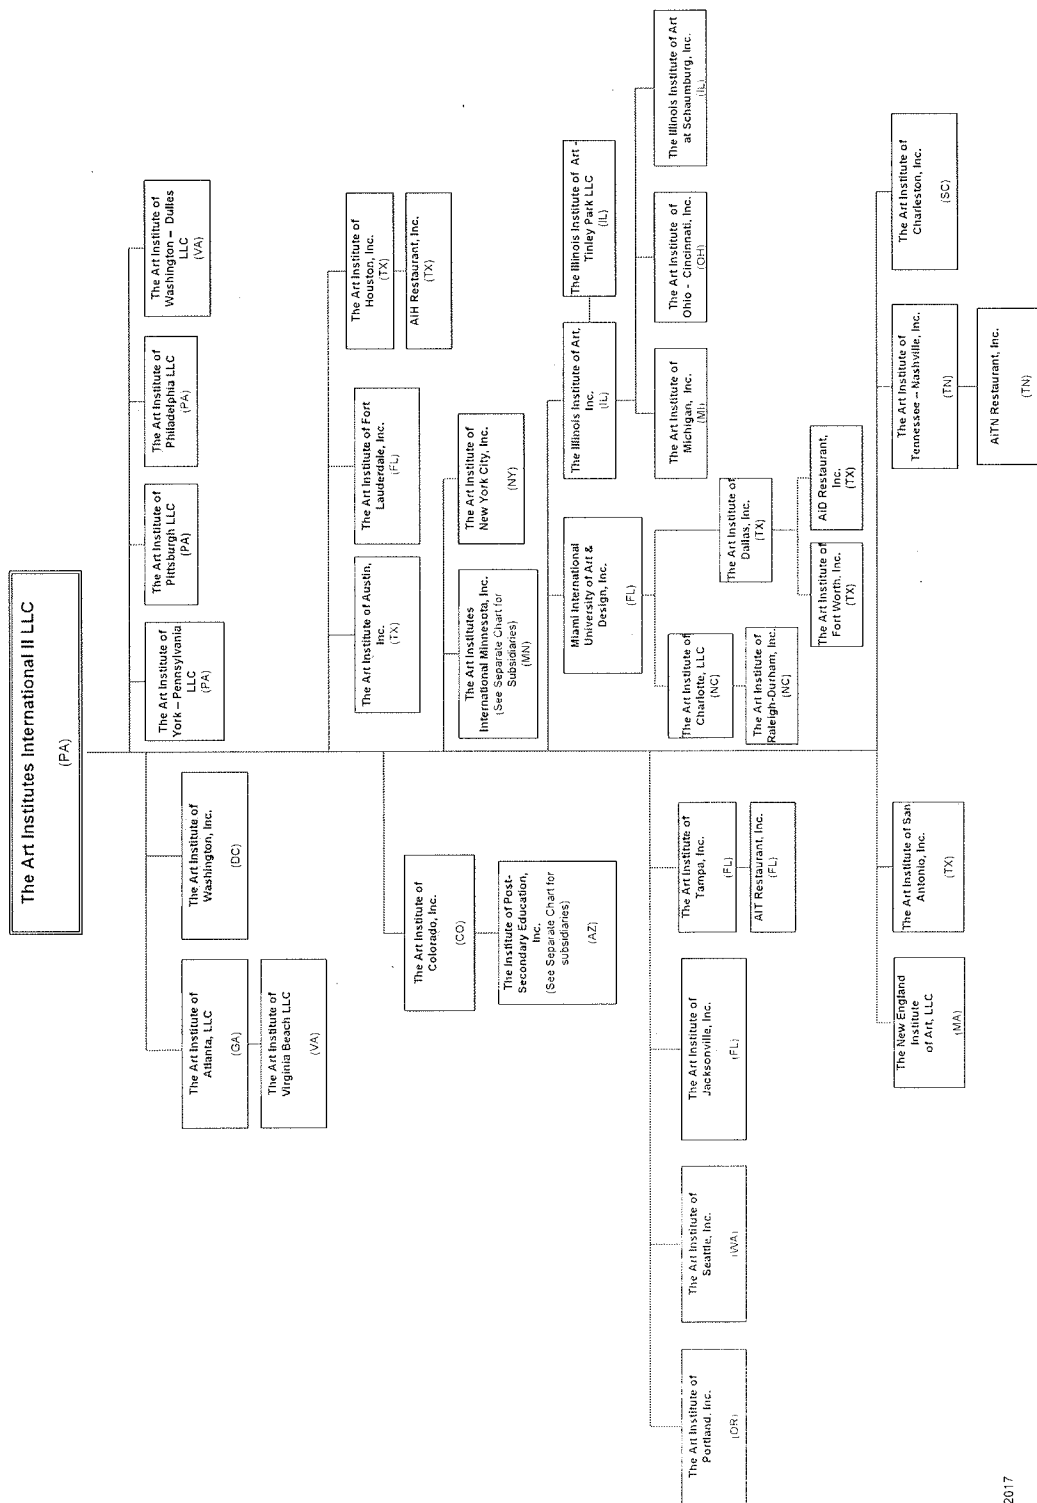 The Art Institutes International II LLC
(PA)
The Art Institute of
Atlanta, LLC
(GA)
The Art Institute of
Virginia Beach LLC
(VA)
The Art Institute of
Washington, Inc.
(DC)
The Art Institute of
York – Pennsylvania
LLC
(PA)
The Art Institute of
Pittsburgh LLC
(PA)
The Art Institute of
Philadelphia LLC
(PA)
The Art Institute of
Washington – Dulles
LLC
(VA)
The Art Institute of Austin,
Inc.
(TX)
The Art Institute of Fort
Lauderdale, Inc.
(FL)
The Art Institute of
Houston, Inc.
(TX)
AIH Restaurant, Inc.
(TX)
The Art Institute of
Colorado, Inc.
(CO)
The Institute of Post-
Secondary Education,
Inc.
(See Separate Chart for
subsidiaries)
(AZ)
The Art Institutes
International Minnesota, Inc.
(See Separate Chart for
Subsidiaries)
(MN)
The Art Institute of
New York City, Inc.
(NY)
Miami International
University of Art &
Design, Inc.
(FL)
The Illinois Institute of Art,
Inc.
(IL)
The Illinois Institute of Art -
Tinley Park LLC
(IL)
The Art Institute of
Charlotte, LLC
(NC)
The Art Institute of
Raleigh-Durham, Inc.
(NC)
The Art Institute of
Dallas, Inc.
(TX)
The Art Institute of
Fort Worth, Inc.
(TX)
AiD Restaurant,
Inc.
(TX)
The Art Institute of
Michigan, Inc.
(MI)
The Art Institute of
Ohio - Cincinnati, Inc.
(OH)
The Illinois Institute of Art
at Schaumburg, Inc.
(IL)
The Art Institute of
Portland, Inc.
(OR)
The Art Institute of
Seattle, Inc.
(WA)
The Art Institute of
Jacksonville, Inc.
(FL)
The Art Institute of
Tampa, Inc.
(FL)
AIT Restaurant, Inc.
(FL)
The New England
Institute
of Art, LLC
(MA)
The Art Institute of San
Antonio, Inc.
(TX)
The Art Institute of
Tennessee – Nashville, Inc.
(TN)
AiTN Restaurant, Inc.
(TN)
The Art Institute of
Charleston, Inc.
(SC)
2017